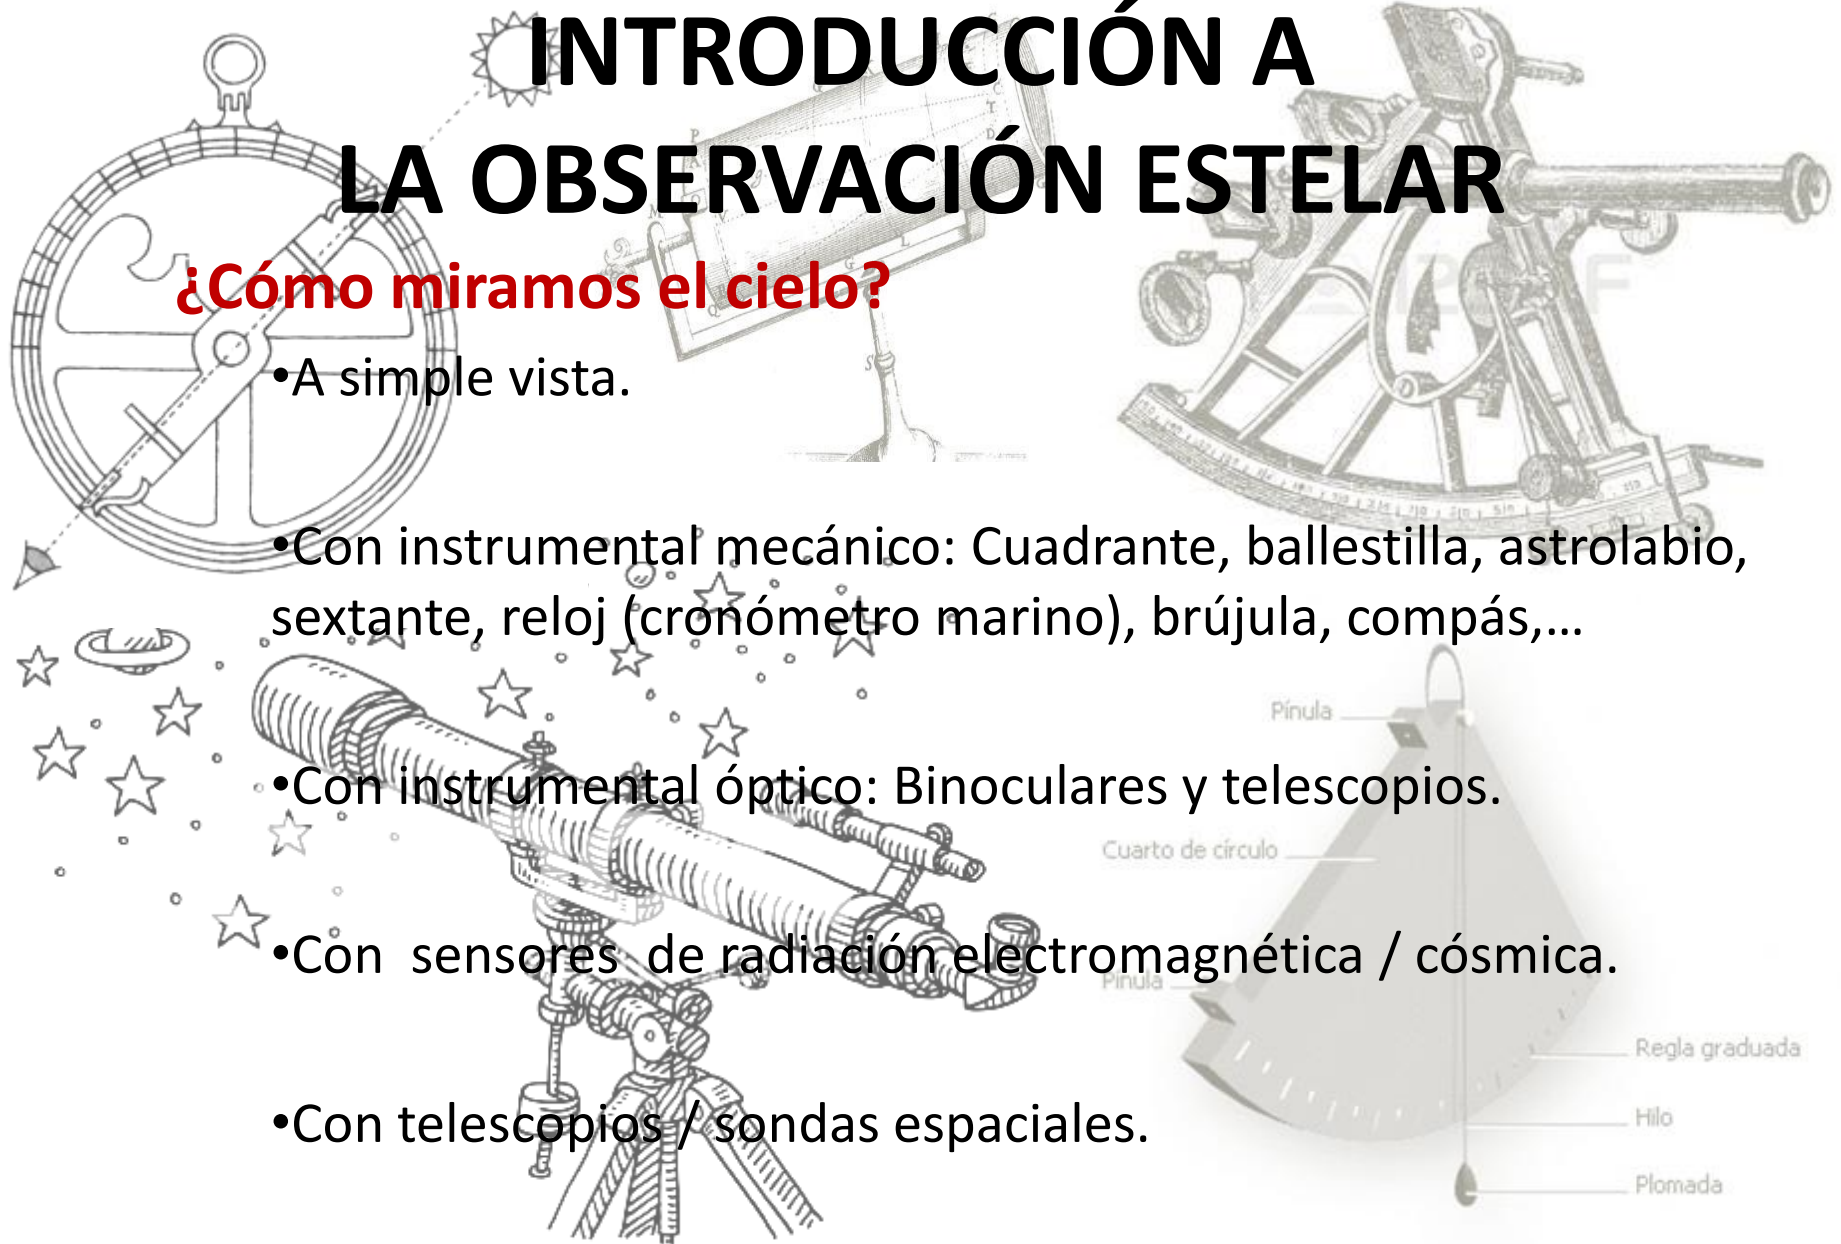 INTRODUCCIÓN A
LA OBSERVACIÓN ESTELAR
¿Cómo miramos el cielo?
•A simple vista.
•Con instrumental mecánico: Cuadrante, ballestilla, astrolabio,
sextante, reloj (cronómetro marino), brújula, compás,...
•Con instrumental óptico: Binoculares y telescopios.
•Con sensores de radiación electromagnética / cósmica.
•Con telescopios / sondas espaciales.
Pínula
Cuarto de círculo
Pínula
Regla graduada
Hilo
Plomada